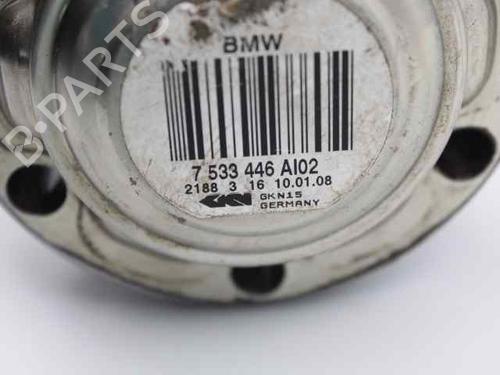 B-PARTS
BMW
7 533 446 AI02
2188 3 16 10.01.08
GKN GKN15
GERMANY